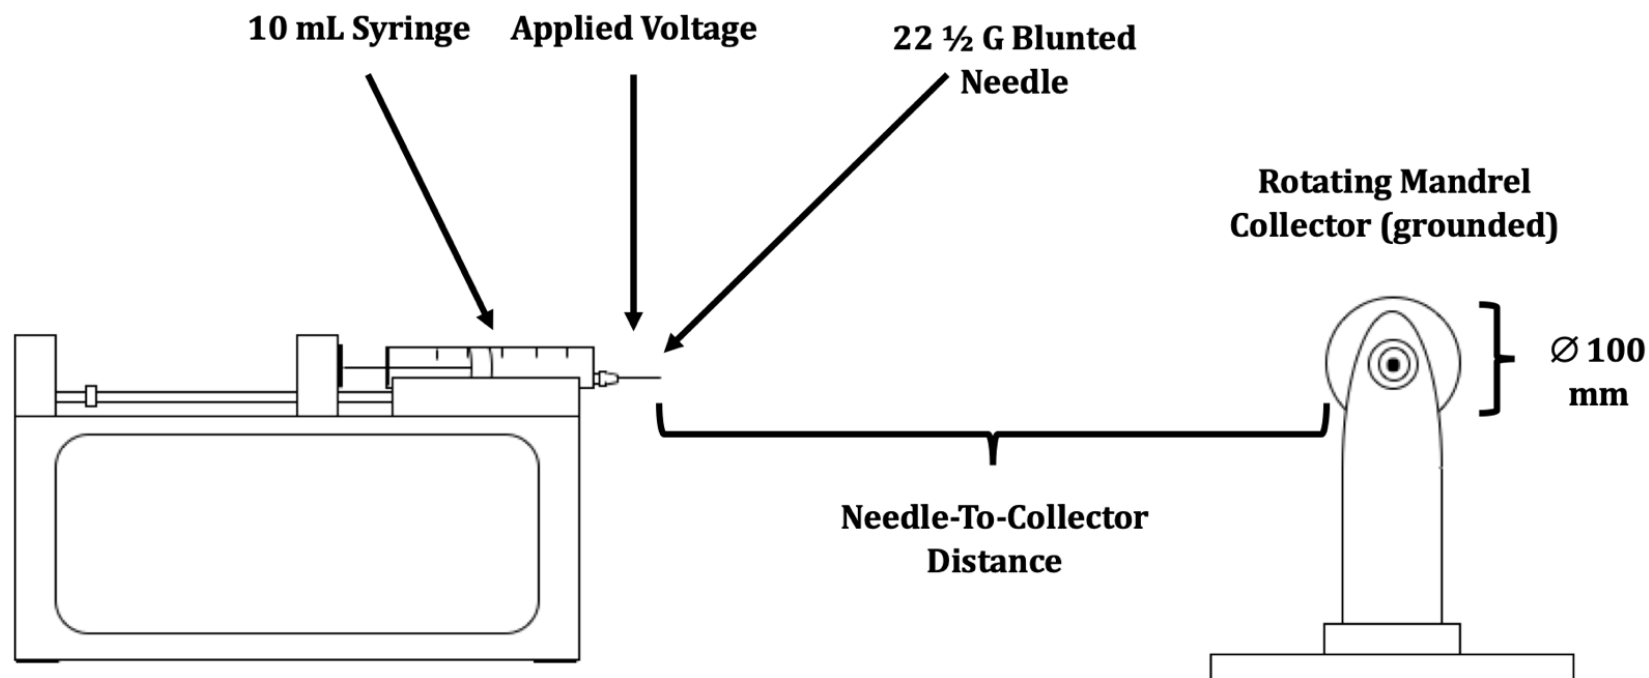 10 mL Syringe
Applied Voltage
22 ½ G Blunted
Needle
Rotating Mandrel
Collector (grounded)
∅ 100
mm
Needle-To-Collector
Distance